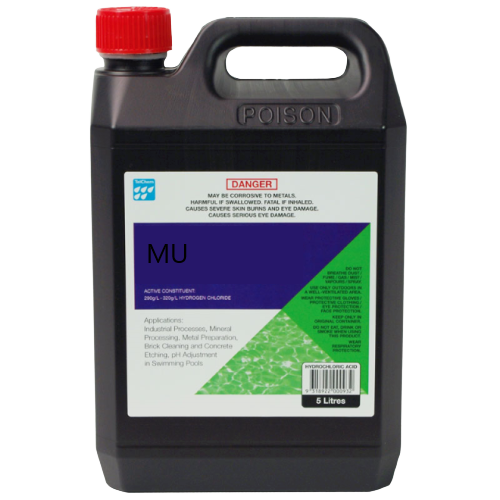 POISON
DANGER
MAY BE CORROSIVE TO METALS.
HARMFUL IF SWALLOWED. FATAL IF INHALED.
CAUSES SEVERE SKIN BURNS AND EYE DAMAGE.
CAUSES SERIOUS EYE DAMAGE.
MU
ACTIVE CONSTITUENT:
290g/L - 320g/L HYDROGEN CHLORIDE
Applications:
Industrial Processes, Mineral
Processing, Metal Preparation,
Brick Cleaning and Concrete
Etching, pH Adjustment
in Swimming Pools
DO NOT
BREATHE DUST /
FUME / GAS / MIST /
VAPOURS / SPRAY.
USE ONLY OUTDOORS IN
A WELL VENTILATED AREA.
WEAR PROTECTIVE GLOVES /
PROTECTIVE CLOTHING /
EYE PROTECTION /
FACE PROTECTION.
KEEP ONLY IN
ORIGINAL CONTAINER.
DO NOT EAT, DRINK OR
SMOKE WHEN USING
THIS PRODUCT.
WEAR
RESPIRATORY
PROTECTION.
HYDROCHLORIC ACID
5 Litres